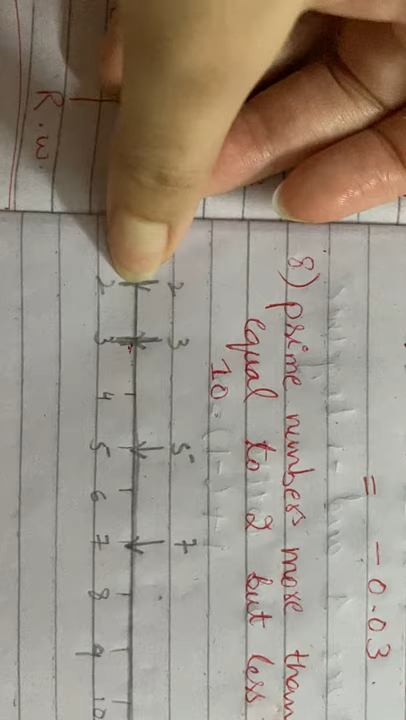 = -0.03.
8) prime numbers more than
equal to 2 but less
10
2 3 5 7
2 3 4 5 6 7 8 9 10
R.w.